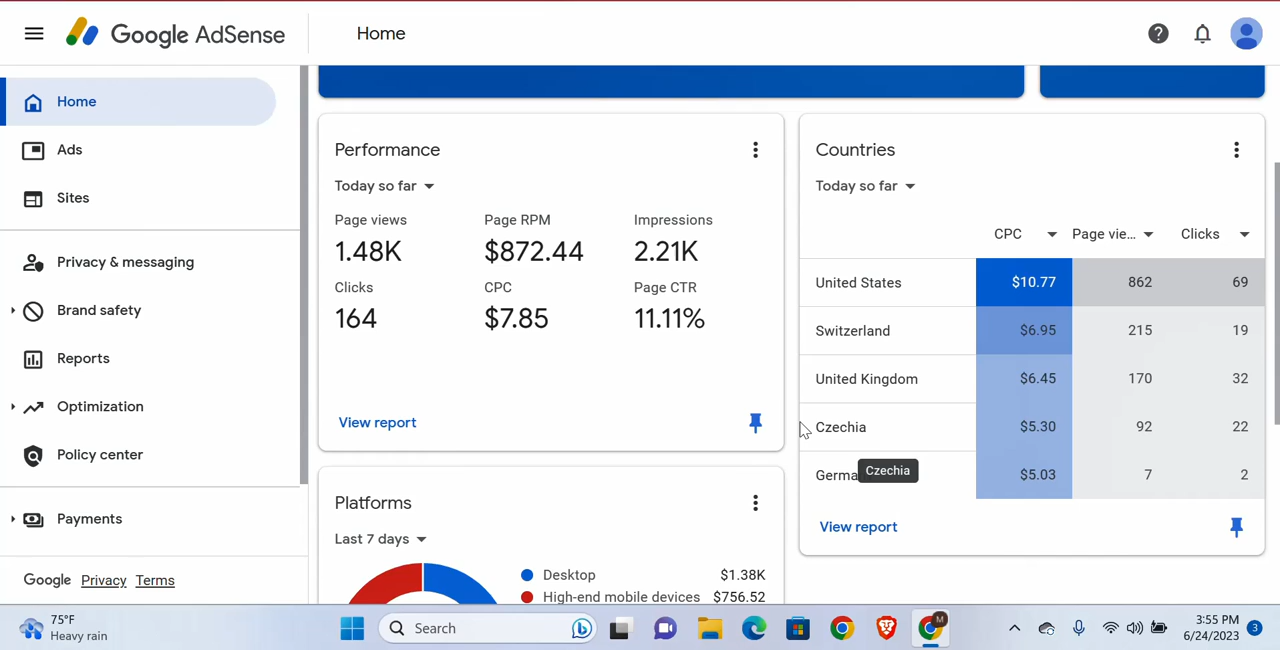 Google AdSense
Home
Home
Ads
Sites
Privacy & messaging
Brand safety
Reports
Optimization
Policy center
Payments
Google Privacy Terms
Performance
Today so far
Page views Page RPM Impressions
1.48K $872.44 2.21K
Clicks CPC Page CTR
164 $7.85 11.11%
View report
Platforms
Last 7 days
Desktop $1.38K
High-end mobile devices $756.52
Countries
Today so far
CPC Page vie... Clicks
United States $10.77 862 69
Switzerland $6.95 215 19
United Kingdom $6.45 170 32
Czechia $5.30 92 22
Czechia
Germa $5.03 7 2
View report
75°F
Heavy rain
Search
M
3:55 PM
6/24/2023
3